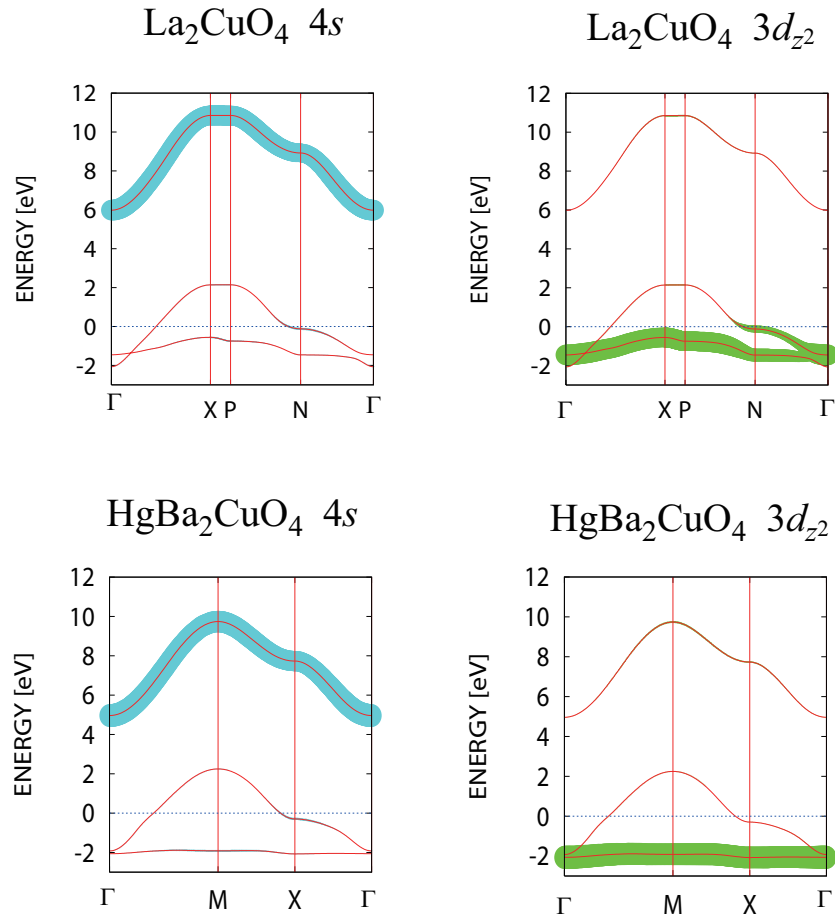 La₂CuO₄ 4s
12
10
8
6
4
2
0
-2
ENERGY [eV]
Γ X P N Γ
La₂CuO₄ 3d_z²
12
10
8
6
4
2
0
-2
ENERGY [eV]
Γ X P N Γ
HgBa₂CuO₄ 4s
12
10
8
6
4
2
0
-2
ENERGY [eV]
Γ M X Γ
HgBa₂CuO₄ 3d_z²
12
10
8
6
4
2
0
-2
ENERGY [eV]
Γ M X Γ